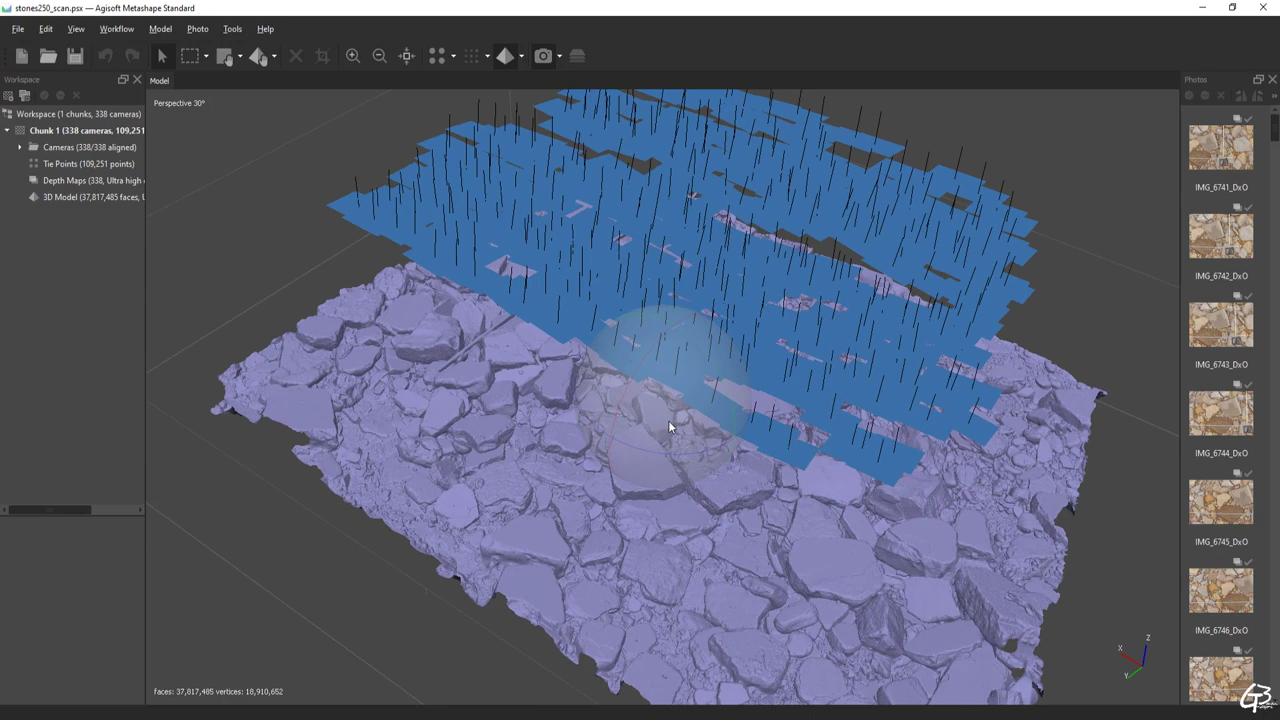 stones250_scan.psx — Agisoft Metashape Standard
File Edit View Workflow Model Photo Tools Help
Workspace
Model
Photos
Perspective 30°
Workspace (1 chunks, 338 cameras)
Chunk 1 (338 cameras, 109,251
Cameras (338/338 aligned)
Tie Points (109,251 points)
Depth Maps (338, Ultra high
3D Model (37,817,485 faces, U
IMG_6741_DxO
IMG_6742_DxO
IMG_6743_DxO
IMG_6744_DxO
IMG_6745_DxO
IMG_6746_DxO
Z
X
Y
faces: 37,817,485 vertices: 18,910,652